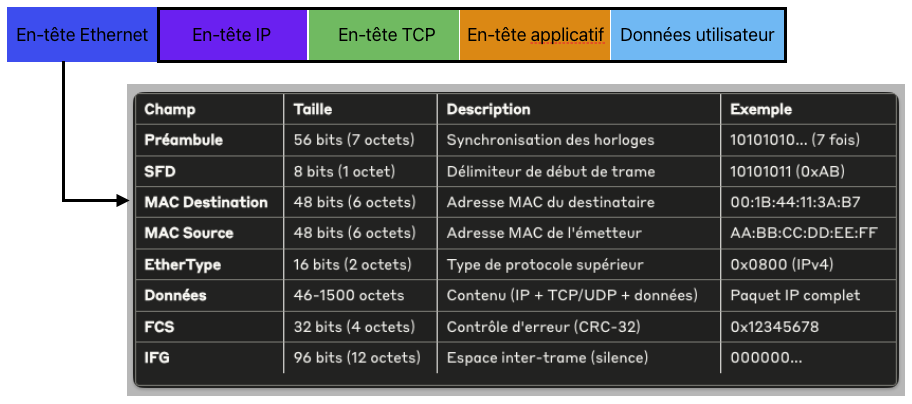 En-tête Ethernet En-tête IP En-tête TCP En-tête applicatif Données utilisateur
Champ Taille Description Exemple
Préambule 56 bits (7 octets) Synchronisation des horloges 10101010... (7 fois)
SFD 8 bits (1 octet) Délimiteur de début de trame 10101011 (0xAB)
MAC Destination 48 bits (6 octets) Adresse MAC du destinataire 00:1B:44:11:3A:B7
MAC Source 48 bits (6 octets) Adresse MAC de l'émetteur AA:BB:CC:DD:EE:FF
EtherType 16 bits (2 octets) Type de protocole supérieur 0x0800 (IPv4)
Données 46-1500 octets Contenu (IP + TCP/UDP + données) Paquet IP complet
FCS 32 bits (4 octets) Contrôle d'erreur (CRC-32) 0x12345678
IFG 96 bits (12 octets) Espace inter-trame (silence) 000000...